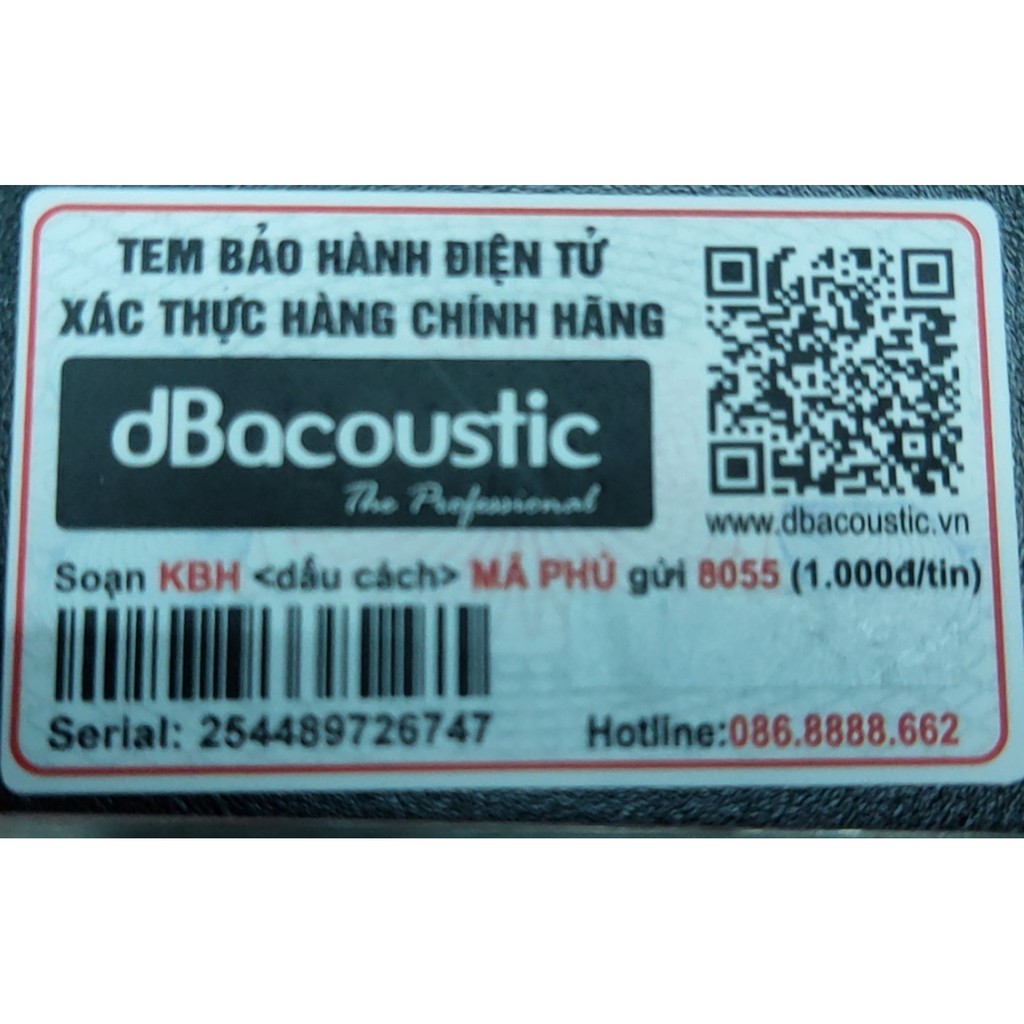 TEM BẢO HÀNH ĐIỆN TỬ
XÁC THỰC HÀNG CHÍNH HÃNG
dBacoustic
The Professional
www.dbacoustic.vn
Soạn KBH <dấu cách> MÃ PHỦ gửi 8055 (1.000đ/tin)
Serial: 254489726747
Hotline:086.8888.662